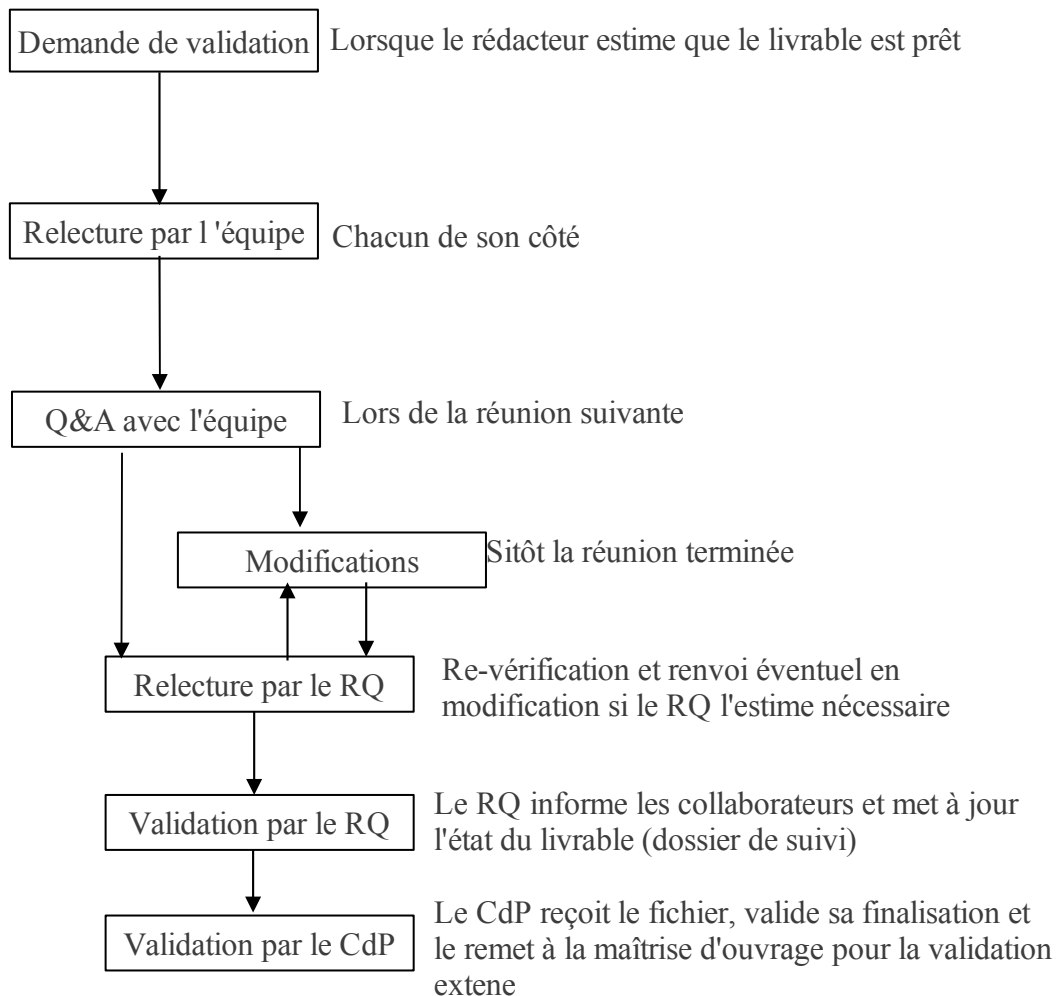 Demande de validation
Lorsque le rédacteur estime que le livrable est prêt
Relecture par l 'équipe
Chacun de son côté
Q&A avec l'équipe
Lors de la réunion suivante
Modifications
Sitôt la réunion terminée
Relecture par le RQ
Re-vérification et renvoi éventuel en
modification si le RQ l'estime nécessaire
Validation par le RQ
Le RQ informe les collaborateurs et met à jour
l'état du livrable (dossier de suivi)
Validation par le CdP
Le CdP reçoit le fichier, valide sa finalisation et
le remet à la maîtrise d'ouvrage pour la validation
extene